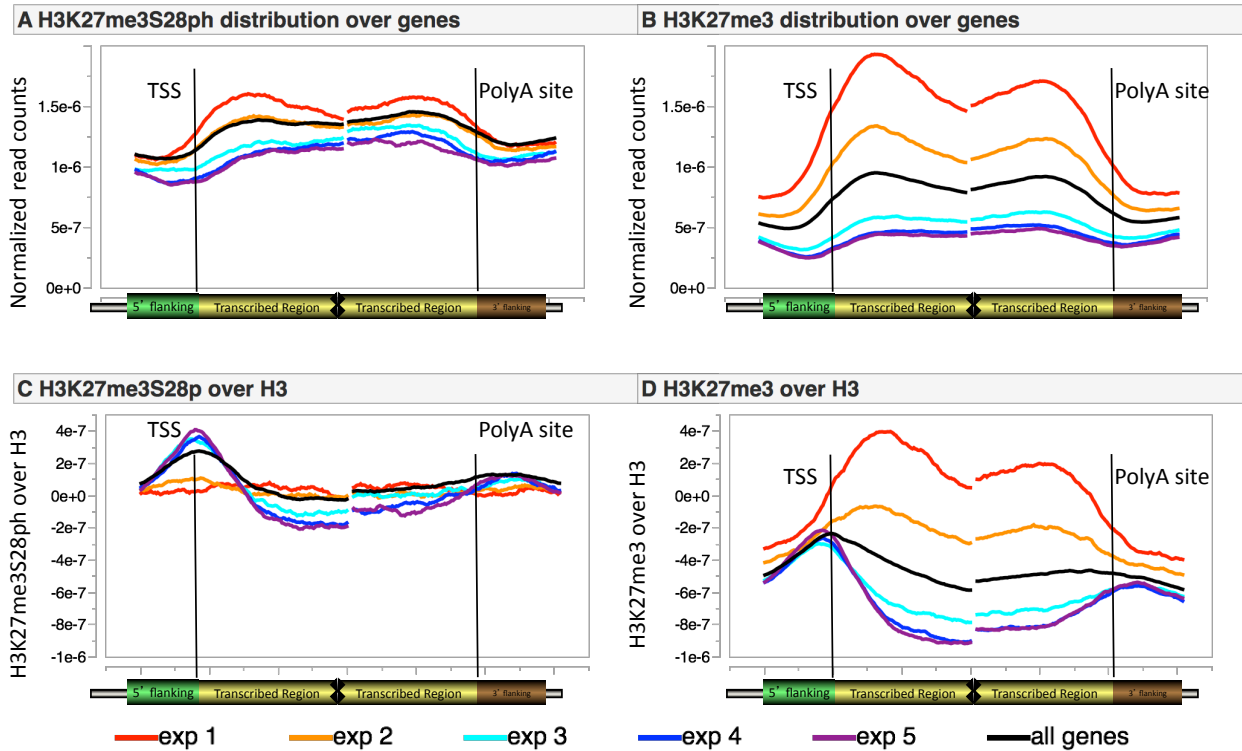 A H3K27me3S28ph distribution over genes
B H3K27me3 distribution over genes
Normalized read counts
1.5e-6
1e-6
5e-7
0e+0
TSS
PolyA site
5' flanking
Transcribed Region
Transcribed Region
3' flanking
Normalized read counts
1.5e-6
1e-6
5e-7
0e+0
TSS
PolyA site
5' flanking
Transcribed Region
Transcribed Region
3' flanking
C H3K27me3S28p over H3
D H3K27me3 over H3
H3K27me3S28ph over H3
4e-7
2e-7
0e+0
-2e-7
-4e-7
-6e-7
-8e-7
-1e-6
TSS
PolyA site
5' flanking
Transcribed Region
Transcribed Region
3' flanking
H3K27me3 over H3
4e-7
2e-7
0e+0
-2e-7
-4e-7
-6e-7
-8e-7
-1e-6
TSS
PolyA site
5' flanking
Transcribed Region
Transcribed Region
3' flanking
exp 1
exp 2
exp 3
exp 4
exp 5
all genes